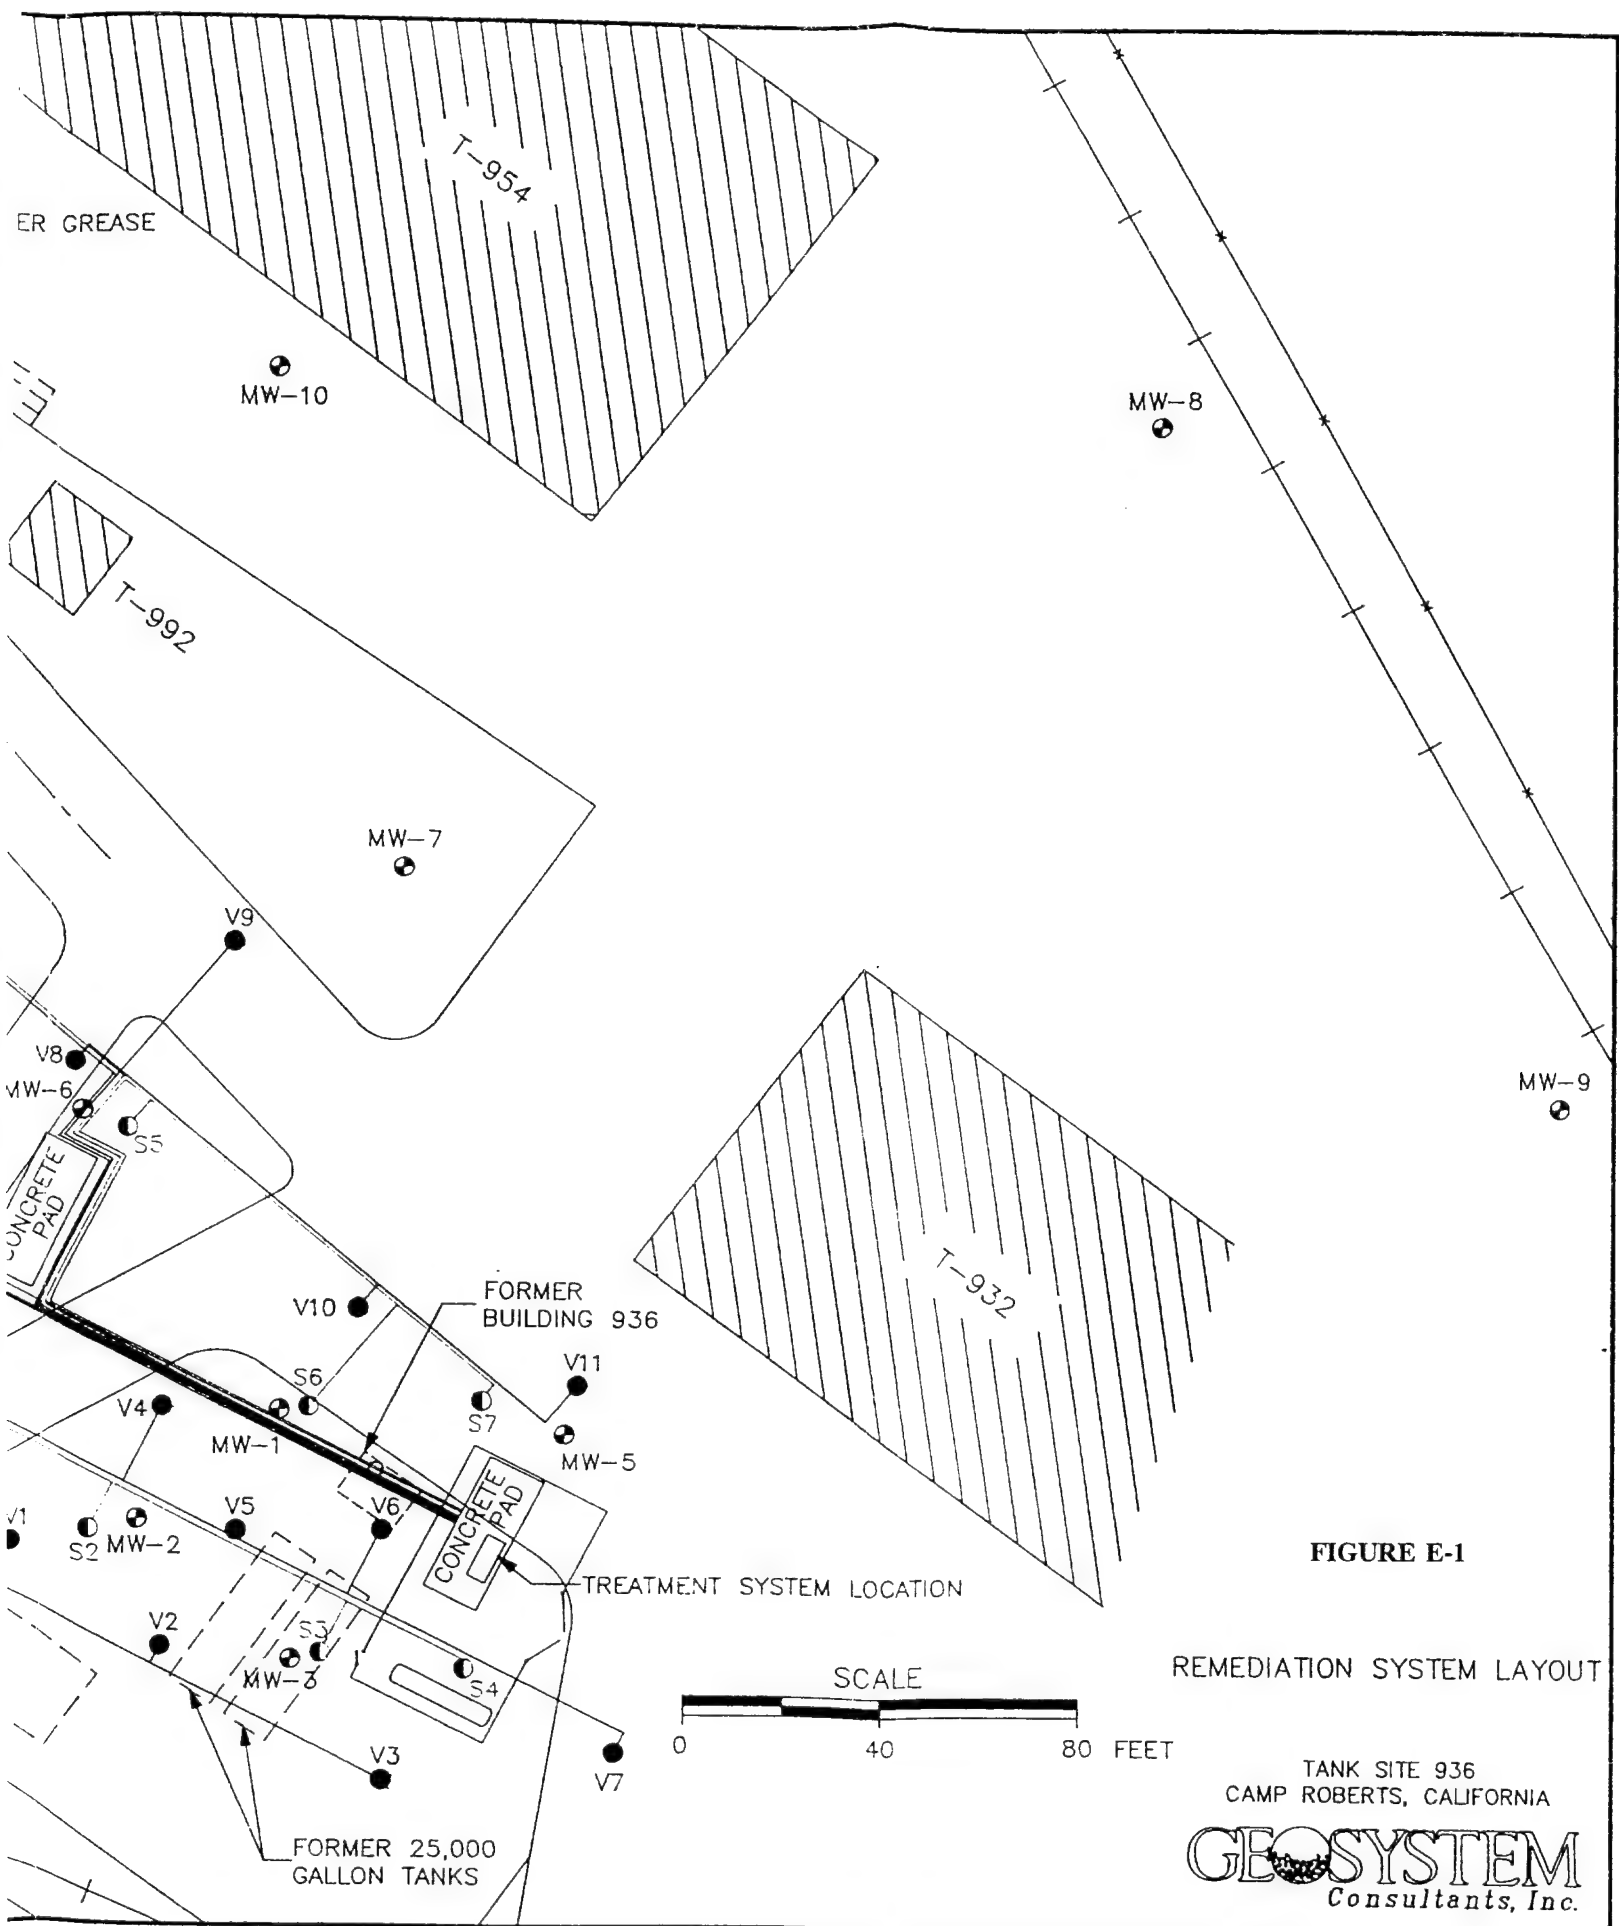 T-954
ER GREASE
MW-10
MW-8
T-992
MW-7
V9
V8
MW-6
S5
MW-9
CONCRETE
PAD
T-932
FORMER
BUILDING 936
V10
V11
S6
V4
S7
MW-1
MW-5
CONCRETE
PAD
V1
V5
V6
S2
MW-2
FIGURE E-1
TREATMENT SYSTEM LOCATION
V2
S3
MW-3
S4
SCALE
REMEDIATION SYSTEM LAYOUT
0 40 80 FEET
V3
V7
TANK SITE 936
CAMP ROBERTS, CALIFORNIA
FORMER 25,000
GALLON TANKS
GEOSYSTEM
Consultants, Inc.